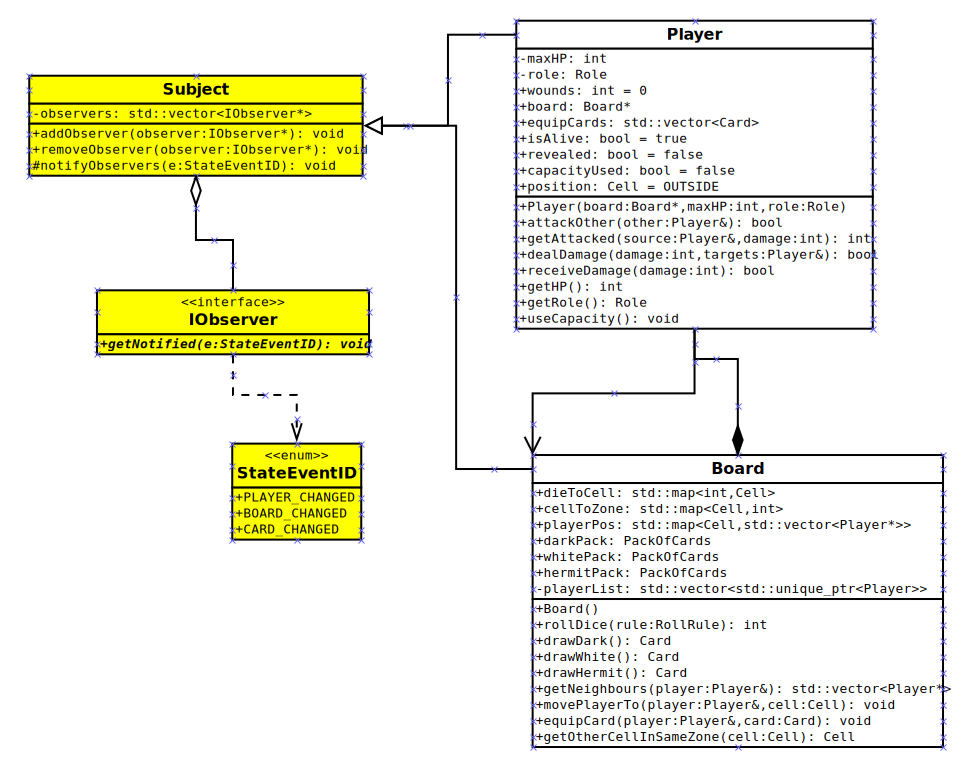 Subject
-observers: std::vector<IObserver*>
+addObserver(observer:IObserver*): void
+removeObserver(observer:IObserver*): void
#notifyObservers(e:StateEventID): void
<<interface>>
IObserver
+getNotified(e:StateEventID): void
<<enum>>
StateEventID
+PLAYER_CHANGED
+BOARD_CHANGED
+CARD_CHANGED
Player
-maxHP: int
-role: Role
+wounds: int = 0
+board: Board*
+equipCards: std::vector<Card>
+isAlive: bool = true
+revealed: bool = false
+capacityUsed: bool = false
+position: Cell = OUTSIDE
+Player(board:Board*,maxHP:int,role:Role)
+attackOther(other:Player&): bool
+getAttacked(source:Player&,damage:int): int
+dealDamage(damage:int,targets:Player&): bool
+receiveDamage(damage:int): bool
+getHP(): int
+getRole(): Role
+useCapacity(): void
Board
+dieToCell: std::map<int,Cell>
+cellToZone: std::map<Cell,int>
+playerPos: std::map<Cell,std::vector<Player*>>
+darkPack: PackOfCards
+whitePack: PackOfCards
+hermitPack: PackOfCards
-playerList: std::vector<std::unique_ptr<Player>>
+Board()
+rollDice(rule:RollRule): int
+drawDark(): Card
+drawWhite(): Card
+drawHermit(): Card
+getNeighbours(player:Player&): std::vector<Player*>
+movePlayerTo(player:Player&,cell:Cell): void
+equipCard(player:Player&,card:Card): void
+getOtherCellInSameZone(cell:Cell): Cell